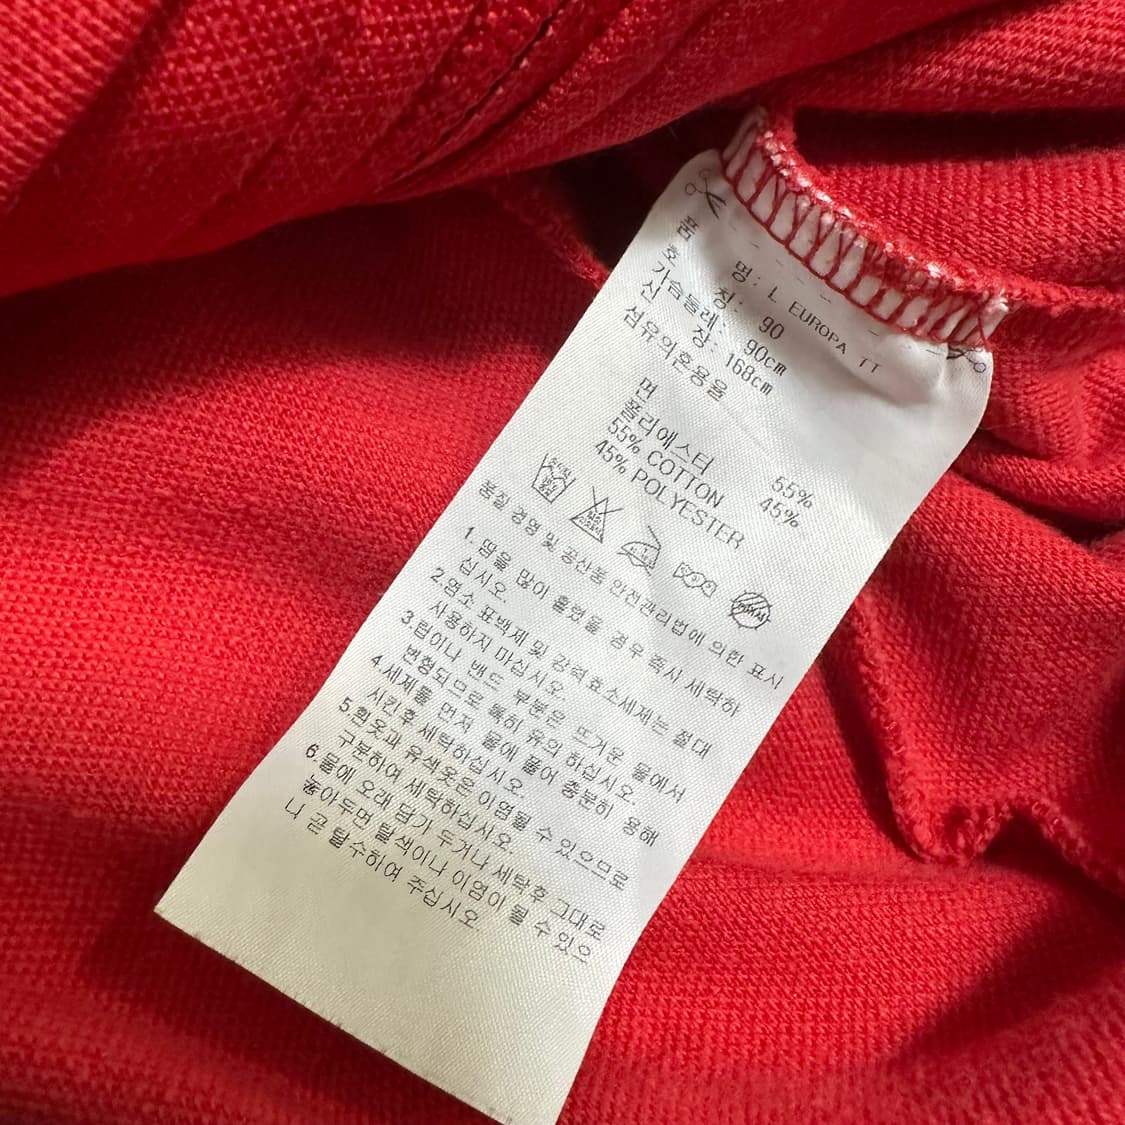 품 명: L EUROPA TT
호 칭: 90
가슴둘레: 90cm
신 장: 168cm
섬유의혼용율
면 55%
폴리에스터 45%
55% COTTON
45% POLYESTER
품질 경영 및 공산품 안전관리법에 의한 표시
1. 땀을 많이 흘렸을 경우 즉시 세탁하
십시오.
2.염소 표백제 및 강력효소세제는 절대
사용하지 마십시오.
3.립이나 밴드 부분은 뜨거운 물에서
변형되므로 특히 유의 하십시오.
4.세제를 먼저 물에 풀어 충분히 용해
시킨후 세탁하십시오.
5.흰옷과 유색옷은 이염될 수 있으므로
구분하여 세탁하십시오.
6.물에 오래 담가 두거나 세탁후 그대로
놓아두면 탈색이나 이염이 될 수 있으
니 곧 탈수하여 주십시오.